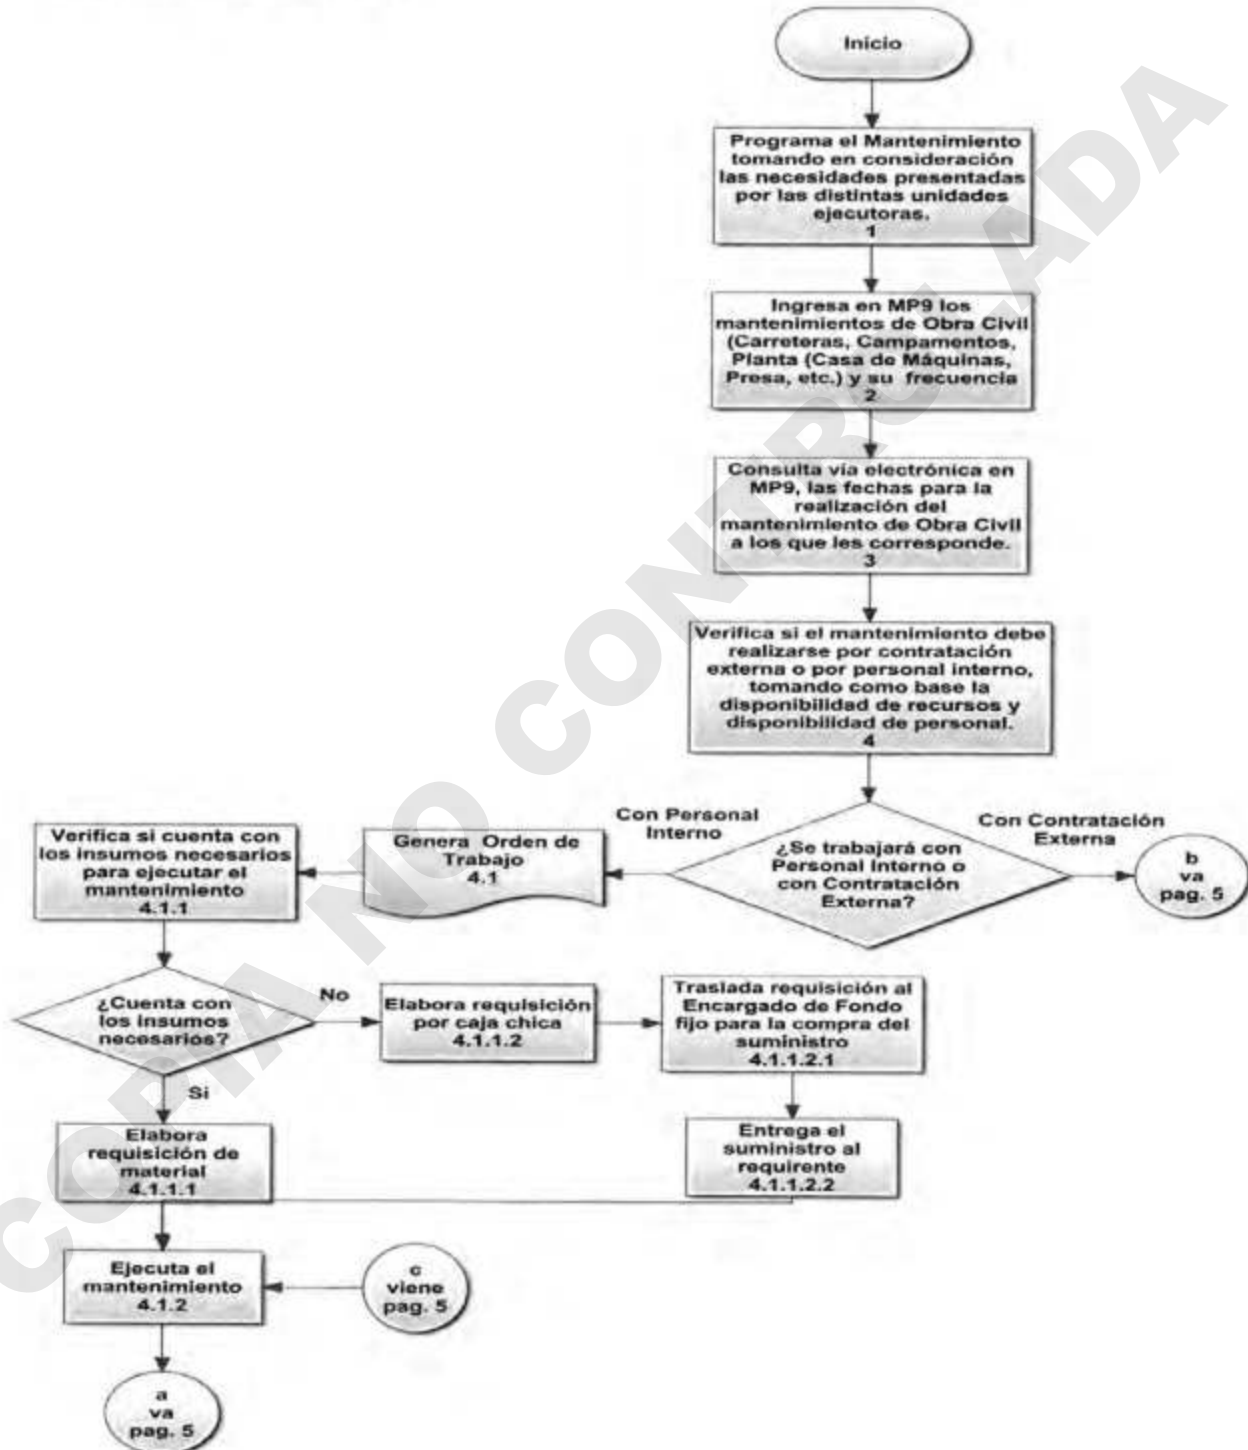 Inicio
Programa el Mantenimiento
tomando en consideración
las necesidades presentadas
por las distintas unidades
ejecutoras.
1
Ingresa en MP9 los
mantenimientos de Obra Civil
(Carreteras, Campamentos,
Planta (Casa de Máquinas,
Presa, etc.) y su frecuencia
2
Consulta vía electrónica en
MP9, las fechas para la
realización del
mantenimiento de Obra Civil
a los que les corresponde.
3
Verifica si el mantenimiento debe
realizarse por contratación
externa o por personal interno,
tomando como base la
disponibilidad de recursos y
disponibilidad de personal.
4
¿Se trabajará con
Personal Interno o
con Contratación
Externa?
Con Contratación
Externa
b
va
pag. 5
Con Personal
Interno
Genera Orden de
Trabajo
4.1
Verifica si cuenta con
los insumos necesarios
para ejecutar el
mantenimiento
4.1.1
¿Cuenta con
los insumos
necesarios?
No
Elabora requisición
por caja chica
4.1.1.2
Traslada requisición al
Encargado de Fondo
fijo para la compra del
suministro
4.1.1.2.1
Entrega el
suministro al
requirente
4.1.1.2.2
Si
Elabora
requisición de
material
4.1.1.1
Ejecuta el
mantenimiento
4.1.2
c
viene
pag. 5
a
va
pag. 5
COPIA NO CONTROLADA